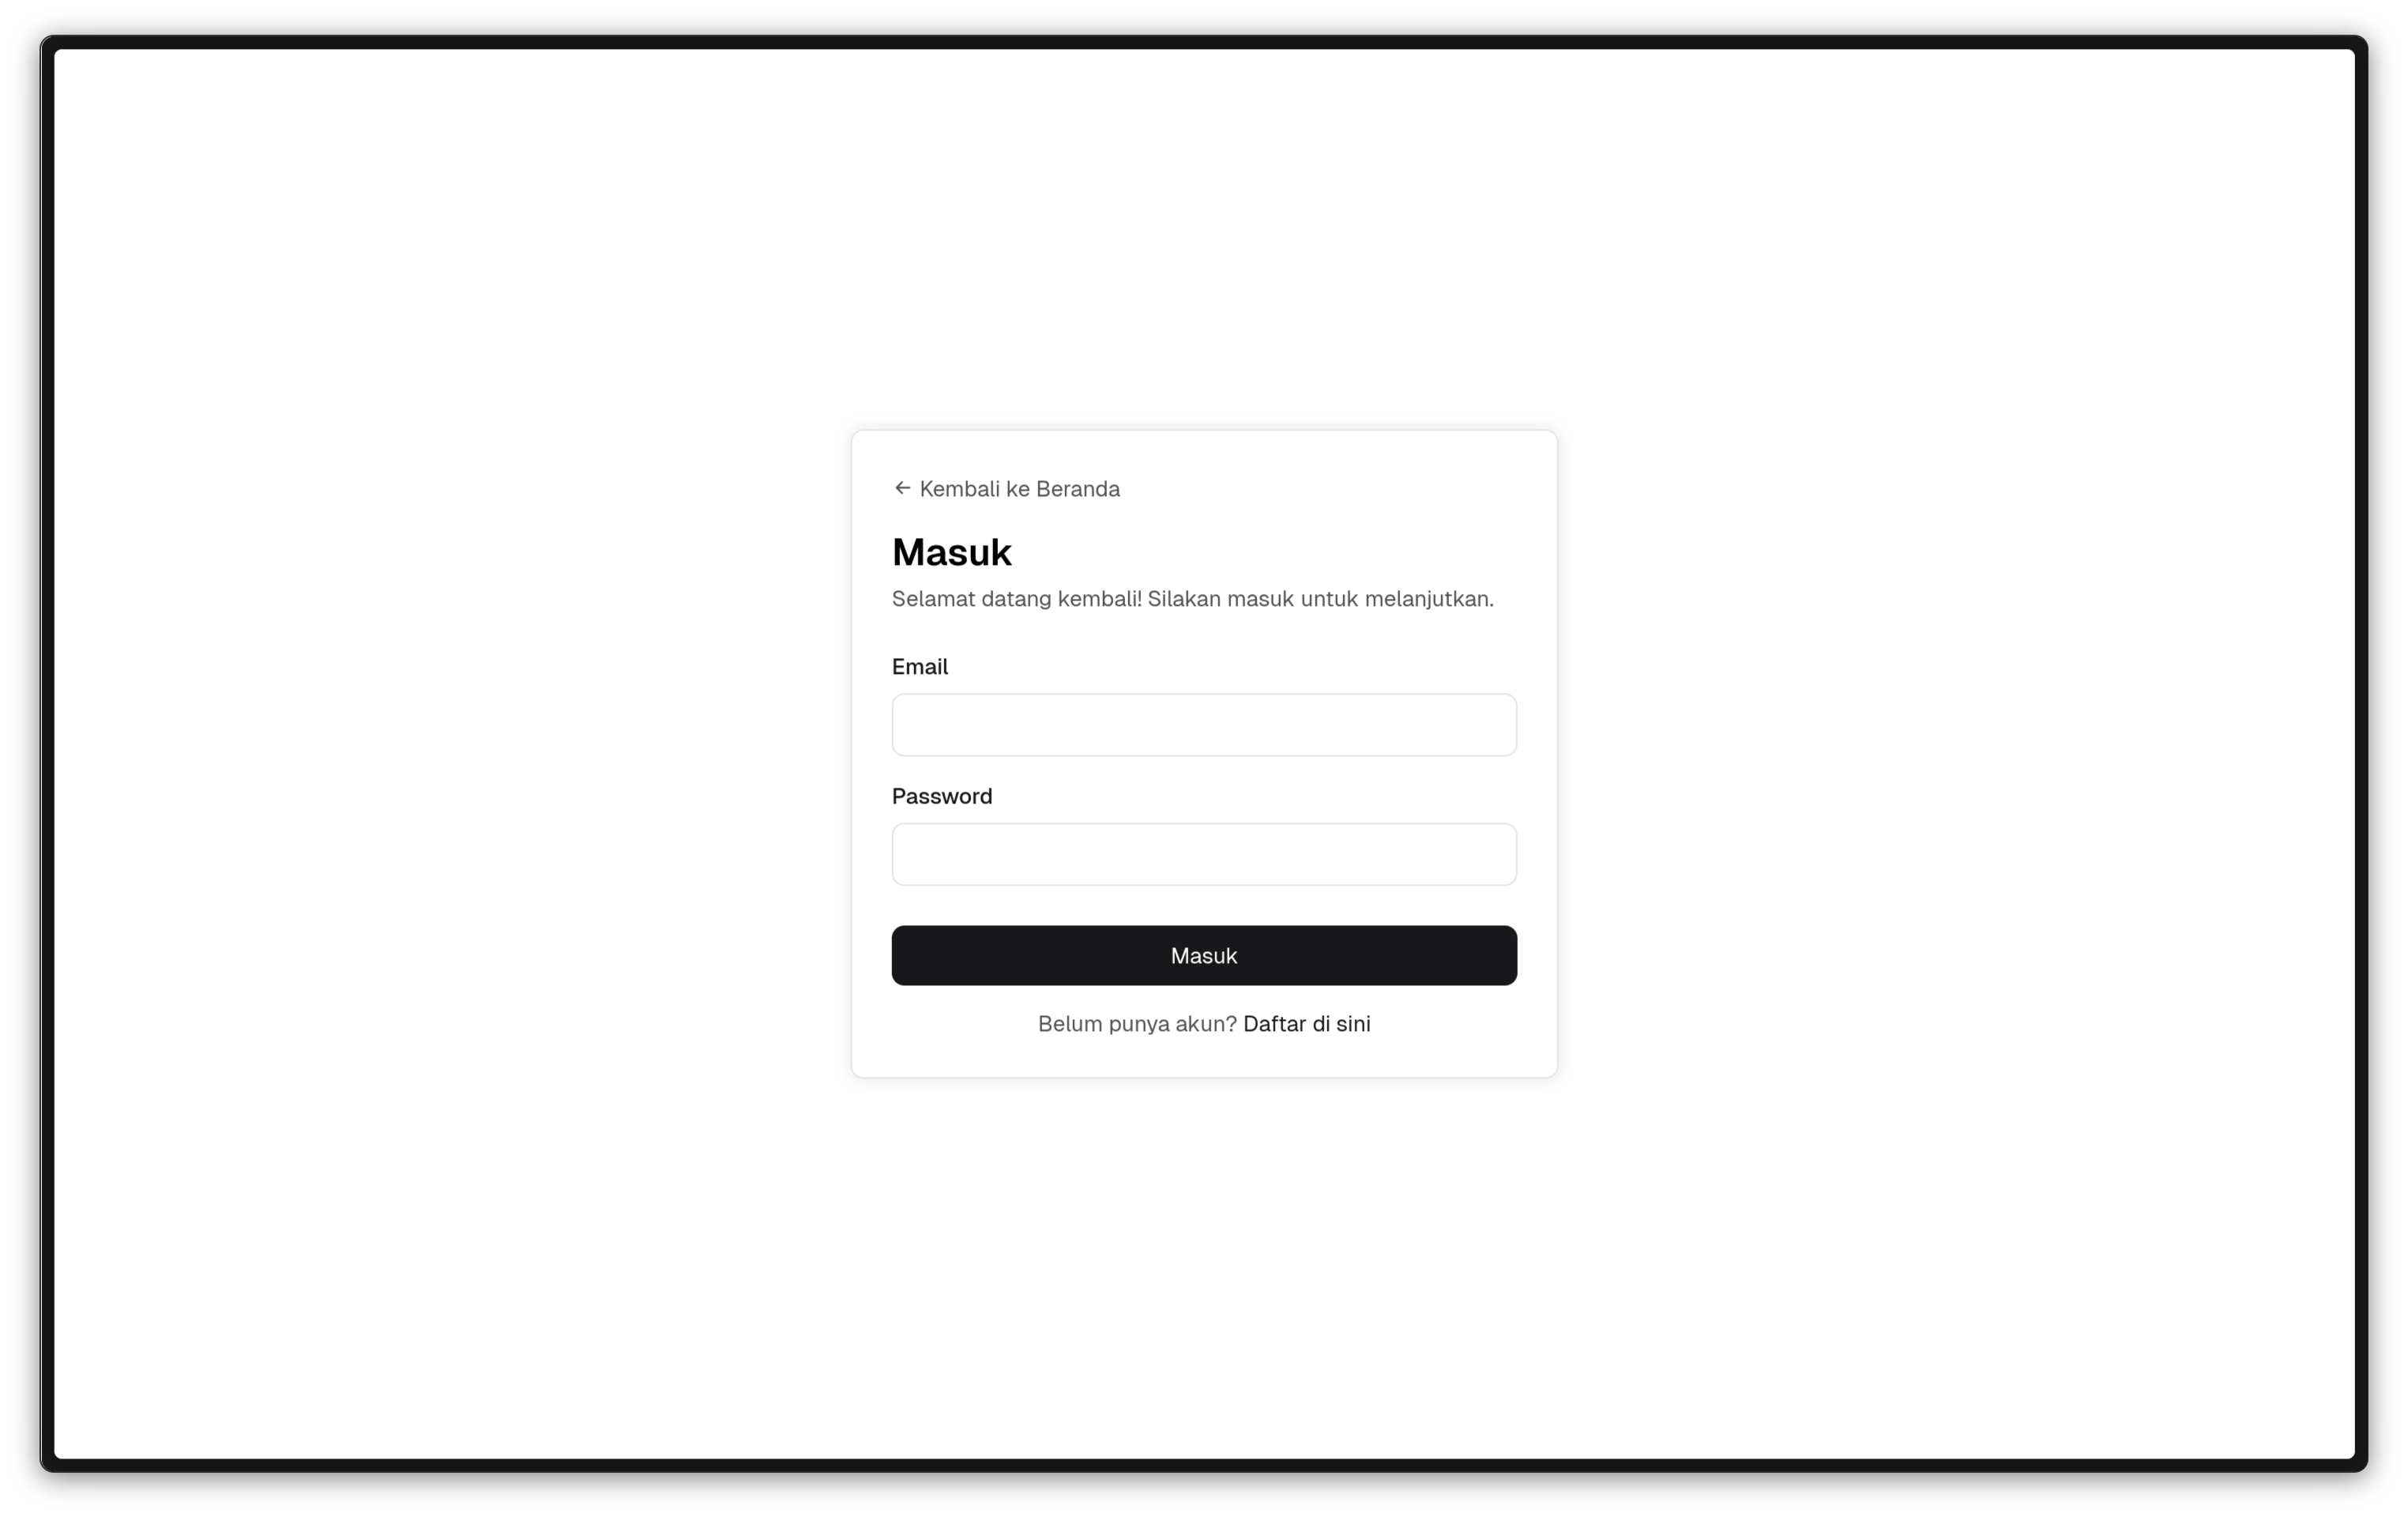 ← Kembali ke Beranda
Masuk
Selamat datang kembali! Silakan masuk untuk melanjutkan.
Email
Password
Masuk
Belum punya akun? Daftar di sini